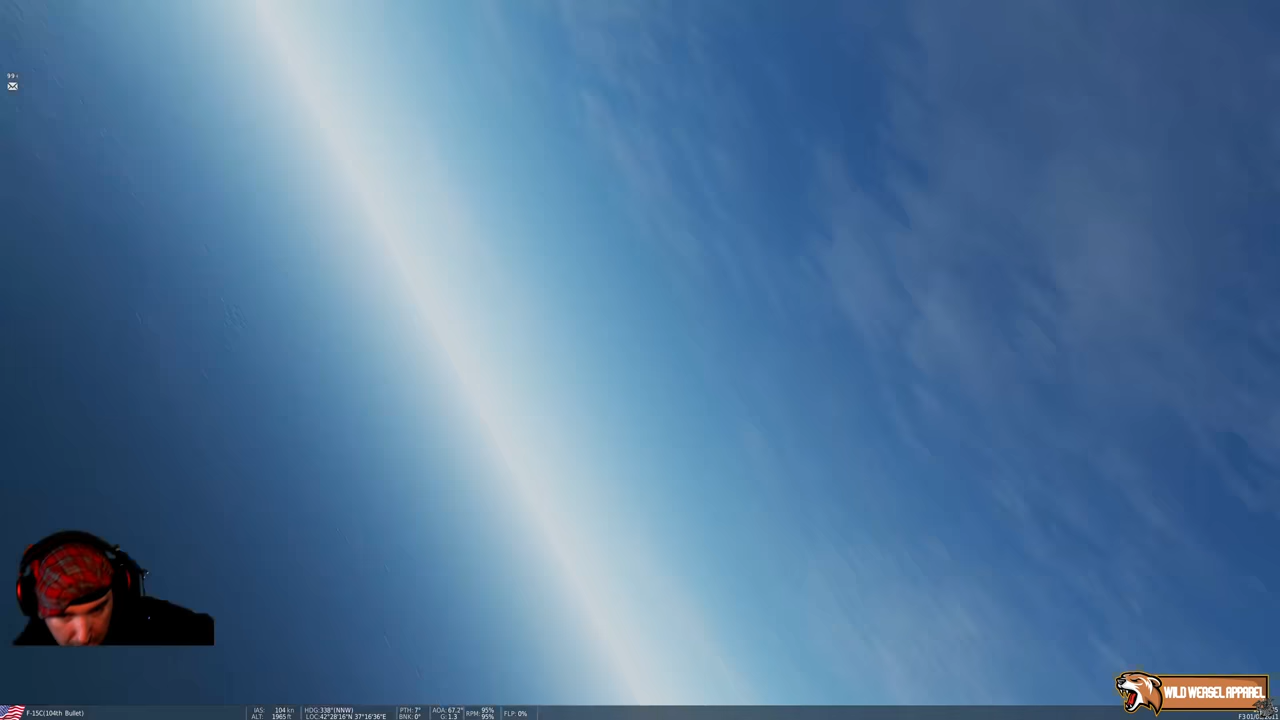 99
WILD WEASEL APPAREL
F-15C(104th Bullet)
IAS: 104 kn
ALT: 1965 ft
HDG:338°(NNW)
LOC:42°28'16"N 37°16'36"E
PTH: 7°
BNK: 0°
AOA: 67.2°
G: 1.3
RPM: 95%
95%
FLP: 0%